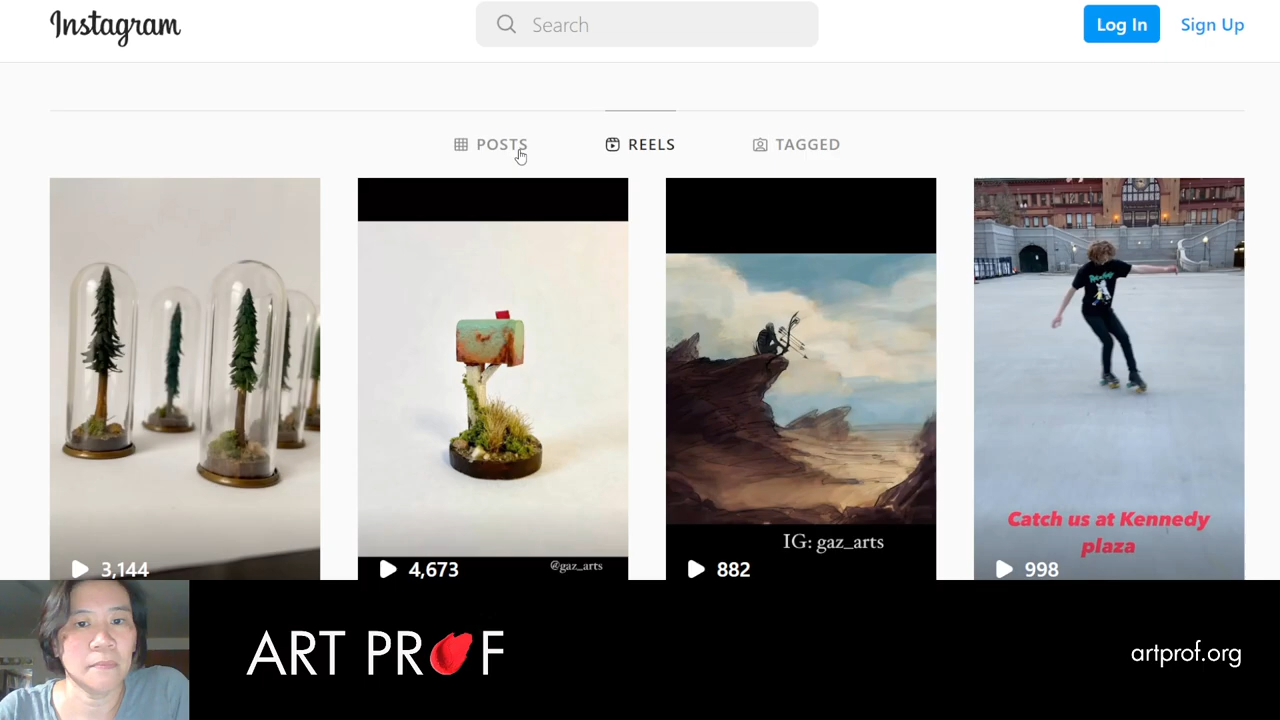 Instagram
Search
Log In
Sign Up
POSTS
REELS
TAGGED
3,144
4,673
@gaz_arts
IG: gaz_arts
882
Catch us at Kennedy
plaza
998
ART PROF
artprof.org